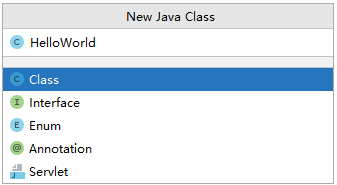 New Java Class
C HelloWorld
C Class
I Interface
E Enum
@ Annotation
J Servlet